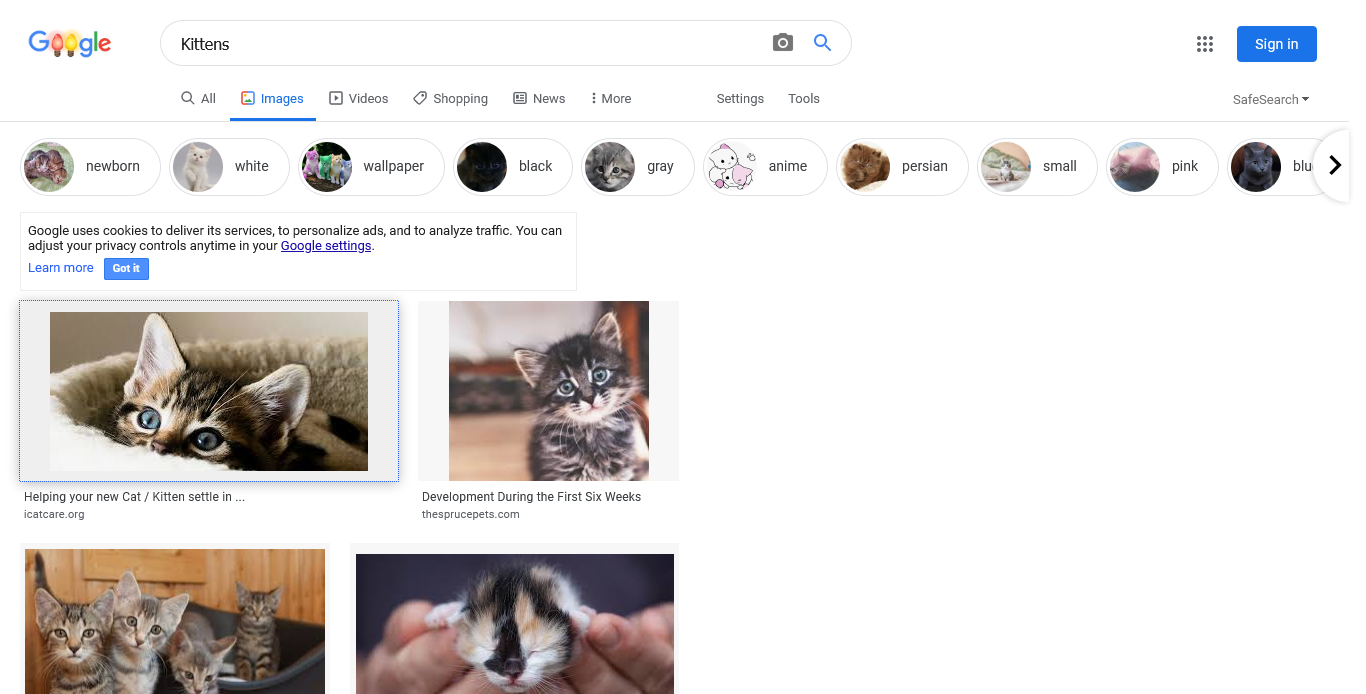 Google
Kittens
Sign in
All
Images
Videos
Shopping
News
More
Settings
Tools
SafeSearch
newborn
white
wallpaper
black
gray
anime
persian
small
pink
Google uses cookies to deliver its services, to personalize ads, and to analyze traffic. You can
adjust your privacy controls anytime in your Google settings.
Learn more
Got it
Helping your new Cat / Kitten settle in ...
icatcare.org
Development During the First Six Weeks
thesprucepets.com